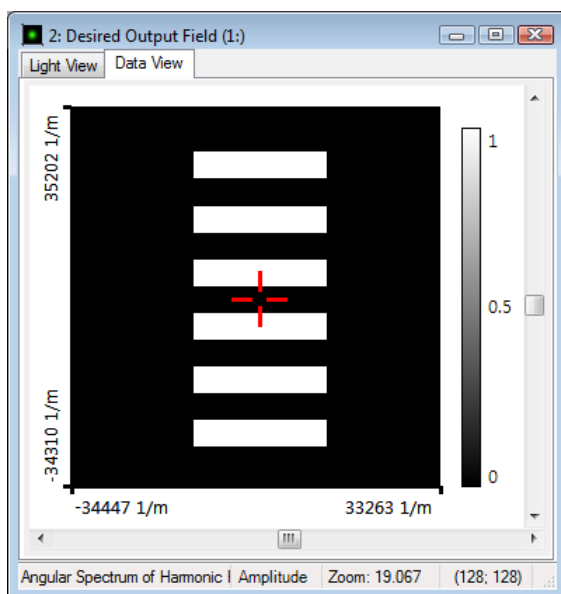 2: Desired Output Field (1:)
Light View Data View
35202 1/m
-34310 1/m
-34447 1/m 33263 1/m
1
0.5
0
Angular Spectrum of Harmonic Amplitude Zoom: 19.067 (128; 128)